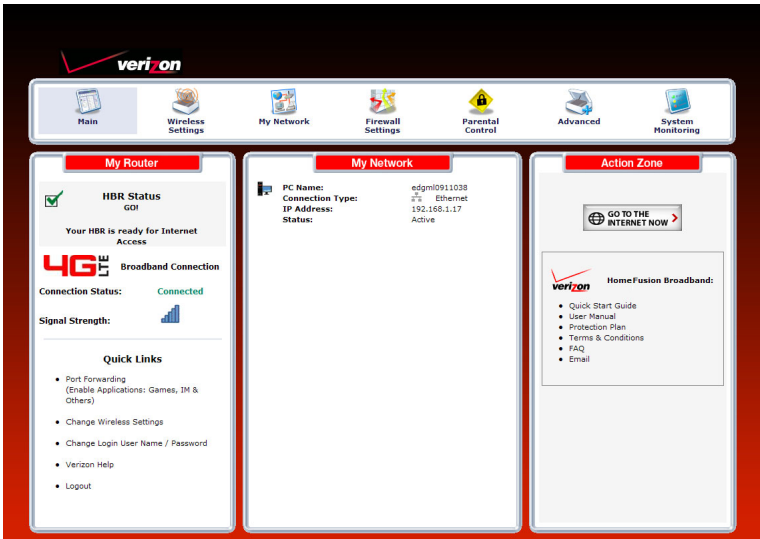 verizon
Main
Wireless
Settings
My Network
Firewall
Settings
Parental
Control
Advanced
System
Monitoring
My Router
HBR Status
GO!
Your HBR is ready for Internet
Access
4G LTE Broadband Connection
Connection Status: Connected
Signal Strength:
Quick Links
• Port Forwarding
(Enable Applications: Games, IM &
Others)
• Change Wireless Settings
• Change Login User Name / Password
• Verizon Help
• Logout
My Network
PC Name: edgml0911038
Connection Type: Ethernet
IP Address: 192.168.1.17
Status: Active
Action Zone
GO TO THE
INTERNET NOW
verizon HomeFusion Broadband:
• Quick Start Guide
• User Manual
• Protection Plan
• Terms & Conditions
• FAQ
• Email